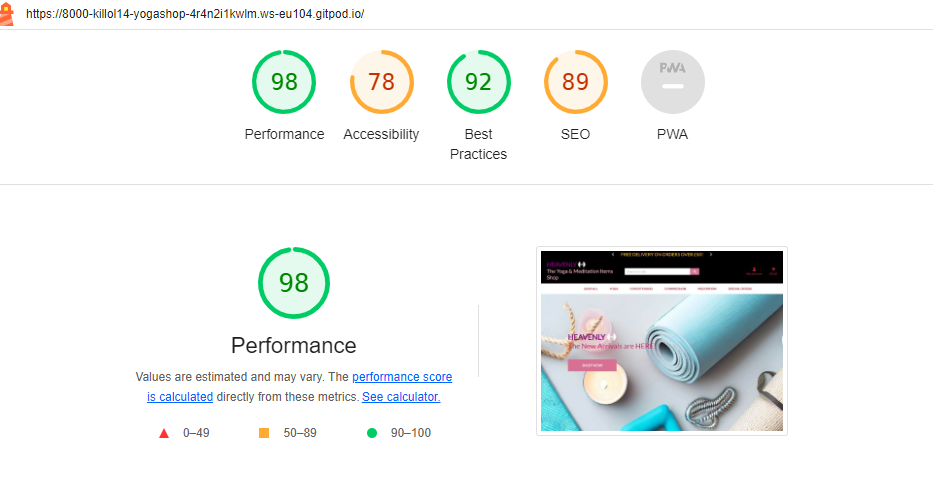 https://8000-killol14-yogashop-4r4n2i1kwlm.ws-eu104.gitpod.io/
98
78
92
89
PWA
Performance
Accessibility
Best
Practices
SEO
PWA
98
Performance
Values are estimated and may vary. The performance score
is calculated directly from these metrics. See calculator.
0–49
50–89
90–100
FREE DELIVERY ON ORDERS OVER
HEAVENLY
The Yoga & Meditation Items
Shop
HEAVENLY
The New Arrivals are HERE!
SHOP NOW